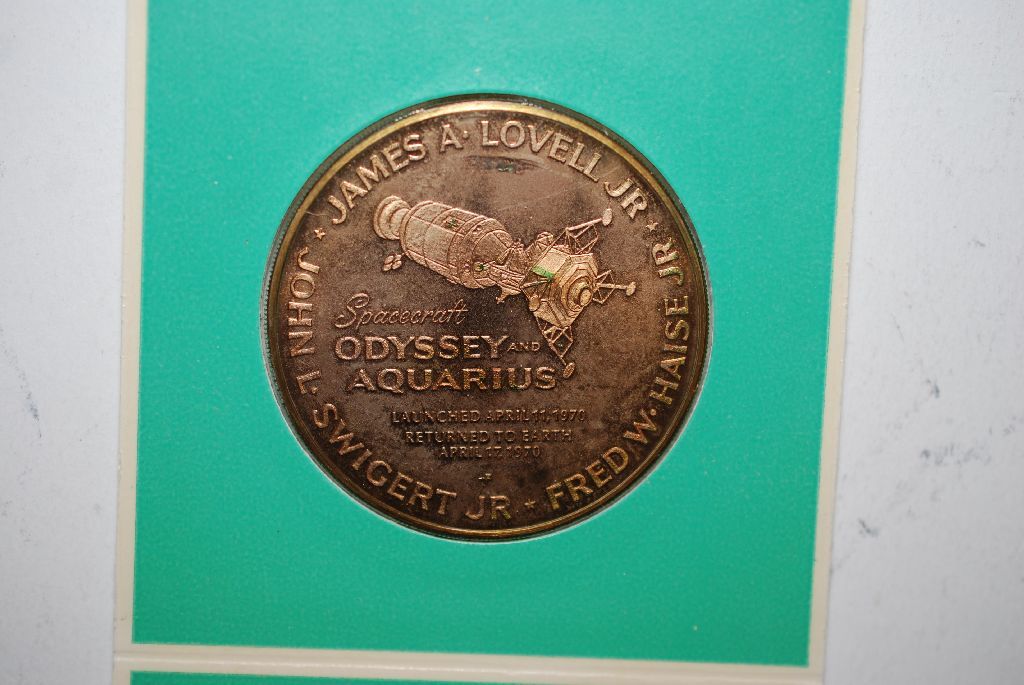 JAMES A. LOVELL JR
FRED W. HAISE JR
JOHN L. SWIGERT JR
Spacecraft
ODYSSEY AND
AQUARIUS
LAUNCHED APRIL 11, 1970
RETURNED TO EARTH
APRIL 17 1970